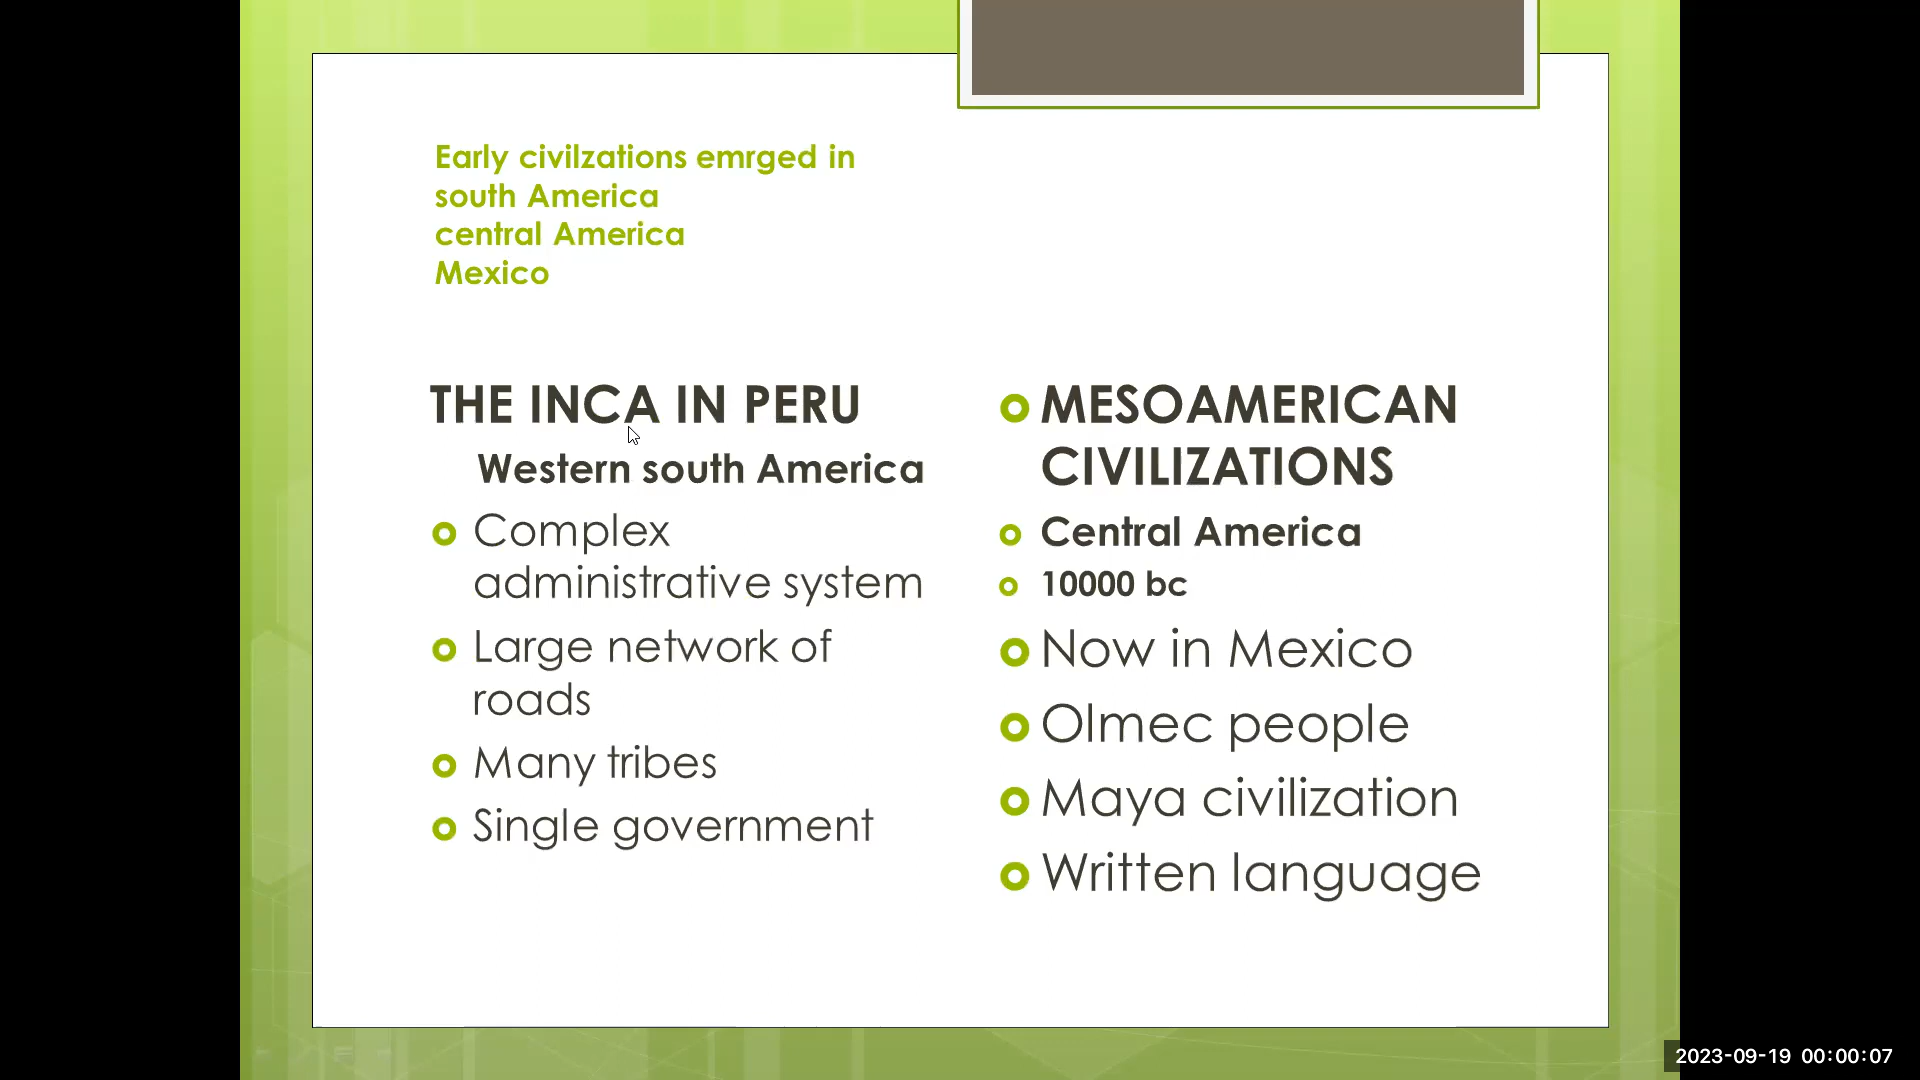 Early civilzations emrged in
south America
central America
Mexico
THE INCA IN PERU
Western south America
Complex
administrative system
Large network of
roads
Many tribes
Single government
MESOAMERICAN
CIVILIZATIONS
Central America
10000 bc
Now in Mexico
Olmec people
Maya civilization
Written language
2023-09-19 00:00:07